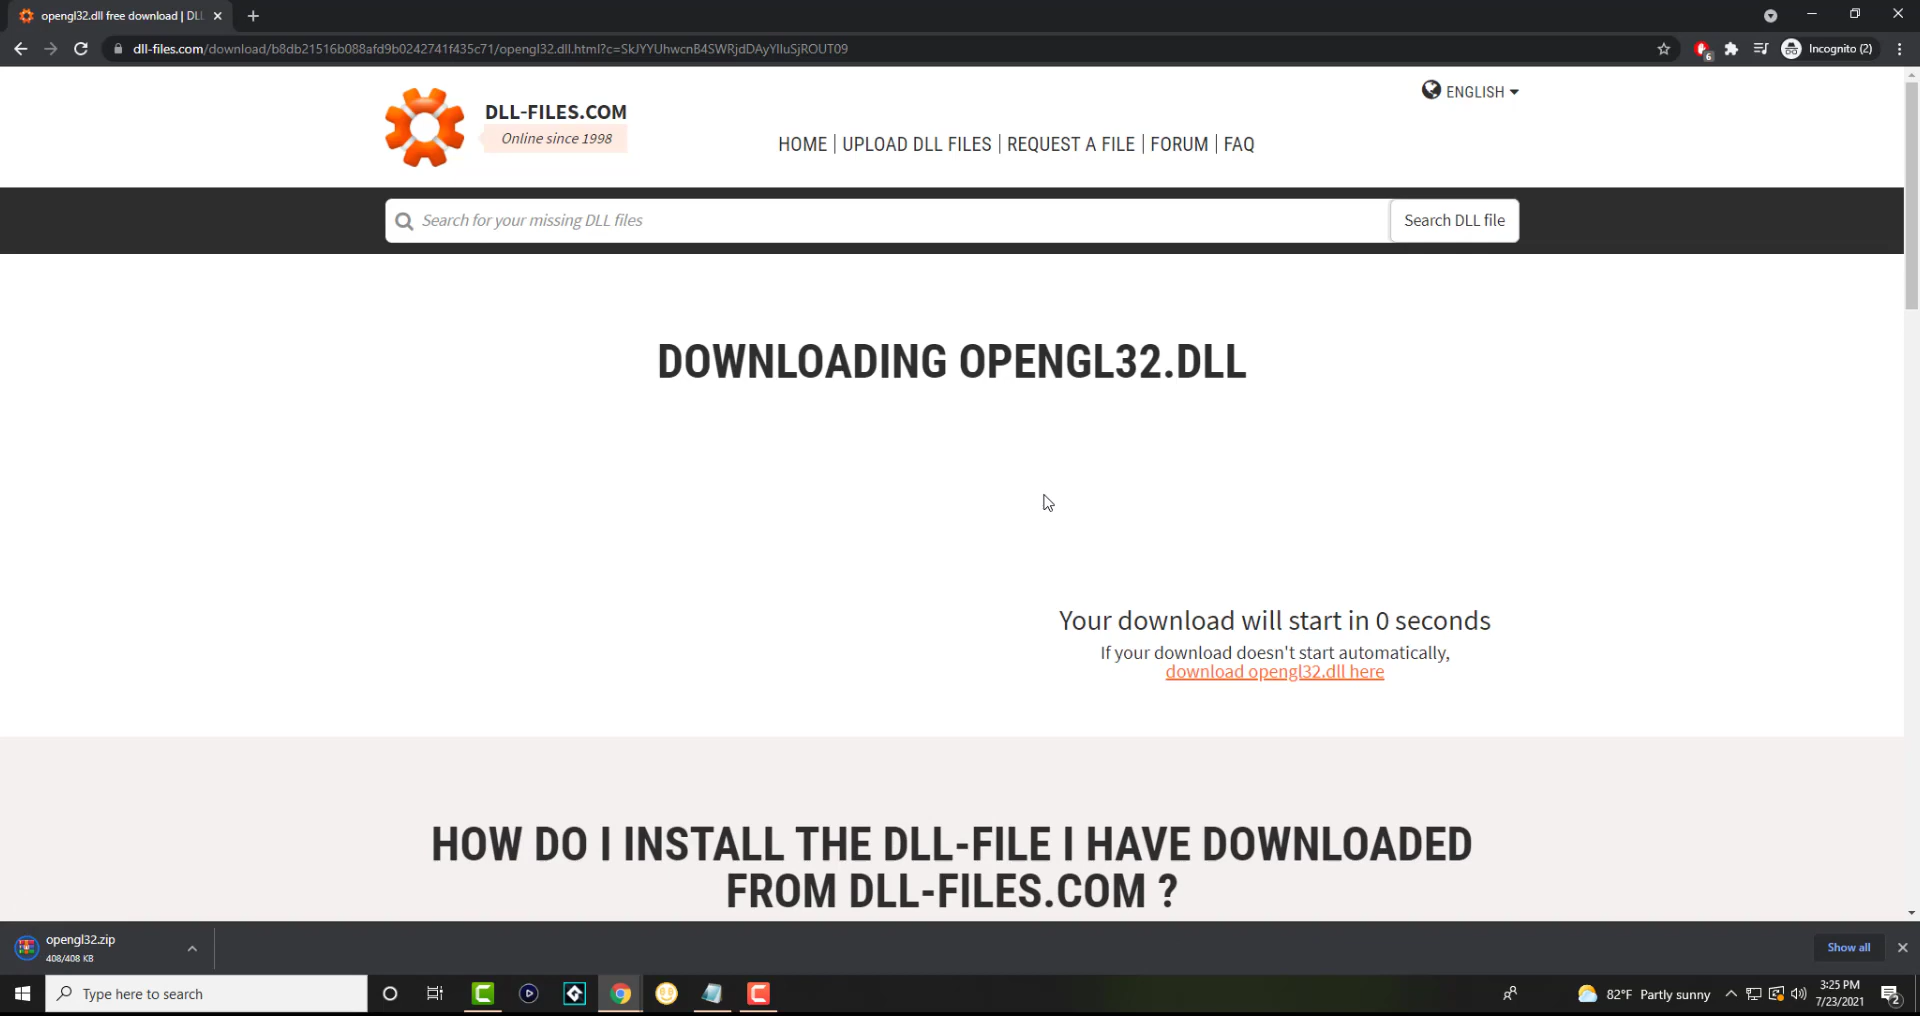 opengl32.dll free download | DL
dll-files.com/download/b8db21516b088afd9b0242741f435c71/opengl32.dll.html?c=SkJYYUhwcnB4SWRjdDAyYlluSjROUT09
6
Incognito (2)
DLL-FILES.COM
Online since 1998
ENGLISH
HOME | UPLOAD DLL FILES | REQUEST A FILE | FORUM | FAQ
Search for your missing DLL files
Search DLL file
DOWNLOADING OPENGL32.DLL
Your download will start in 0 seconds
If your download doesn't start automatically,
download opengl32.dll here
HOW DO I INSTALL THE DLL-FILE I HAVE DOWNLOADED
FROM DLL-FILES.COM ?
opengl32.zip
408/408 KB
Show all
Type here to search
82°F Partly sunny
3:25 PM
7/23/2021
2